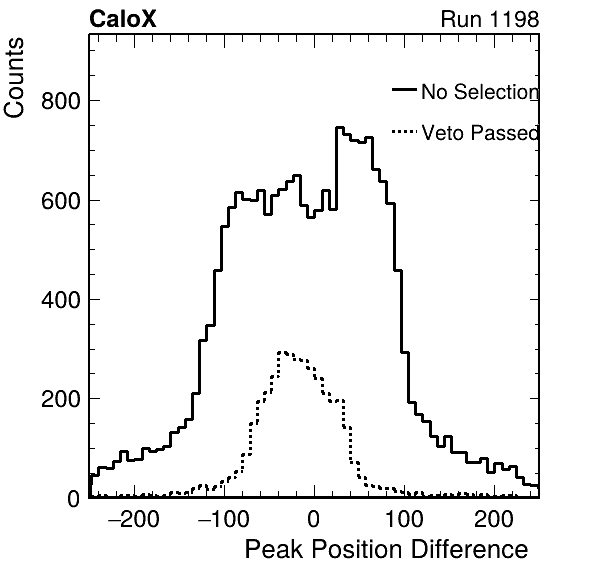 CaloX Run 1198
Counts
800
600
400
200
0
No Selection
Veto Passed
−200 −100 0 100 200
Peak Position Difference